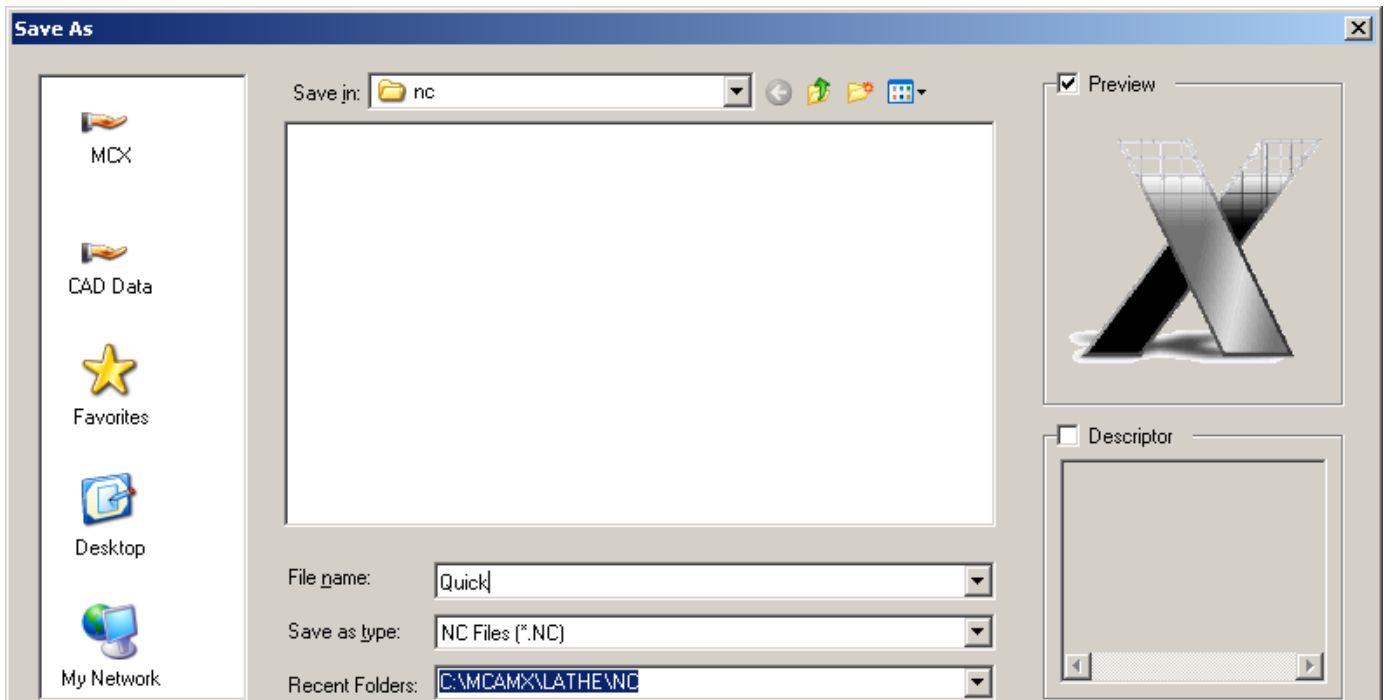 Save As
Save in: nc
Preview
MCX
CAD Data
Favorites
Desktop
My Network
Descriptor
File name: Quick
Save as type: NC Files (*.NC)
Recent Folders: C:\MCAMX\LATHE\NC